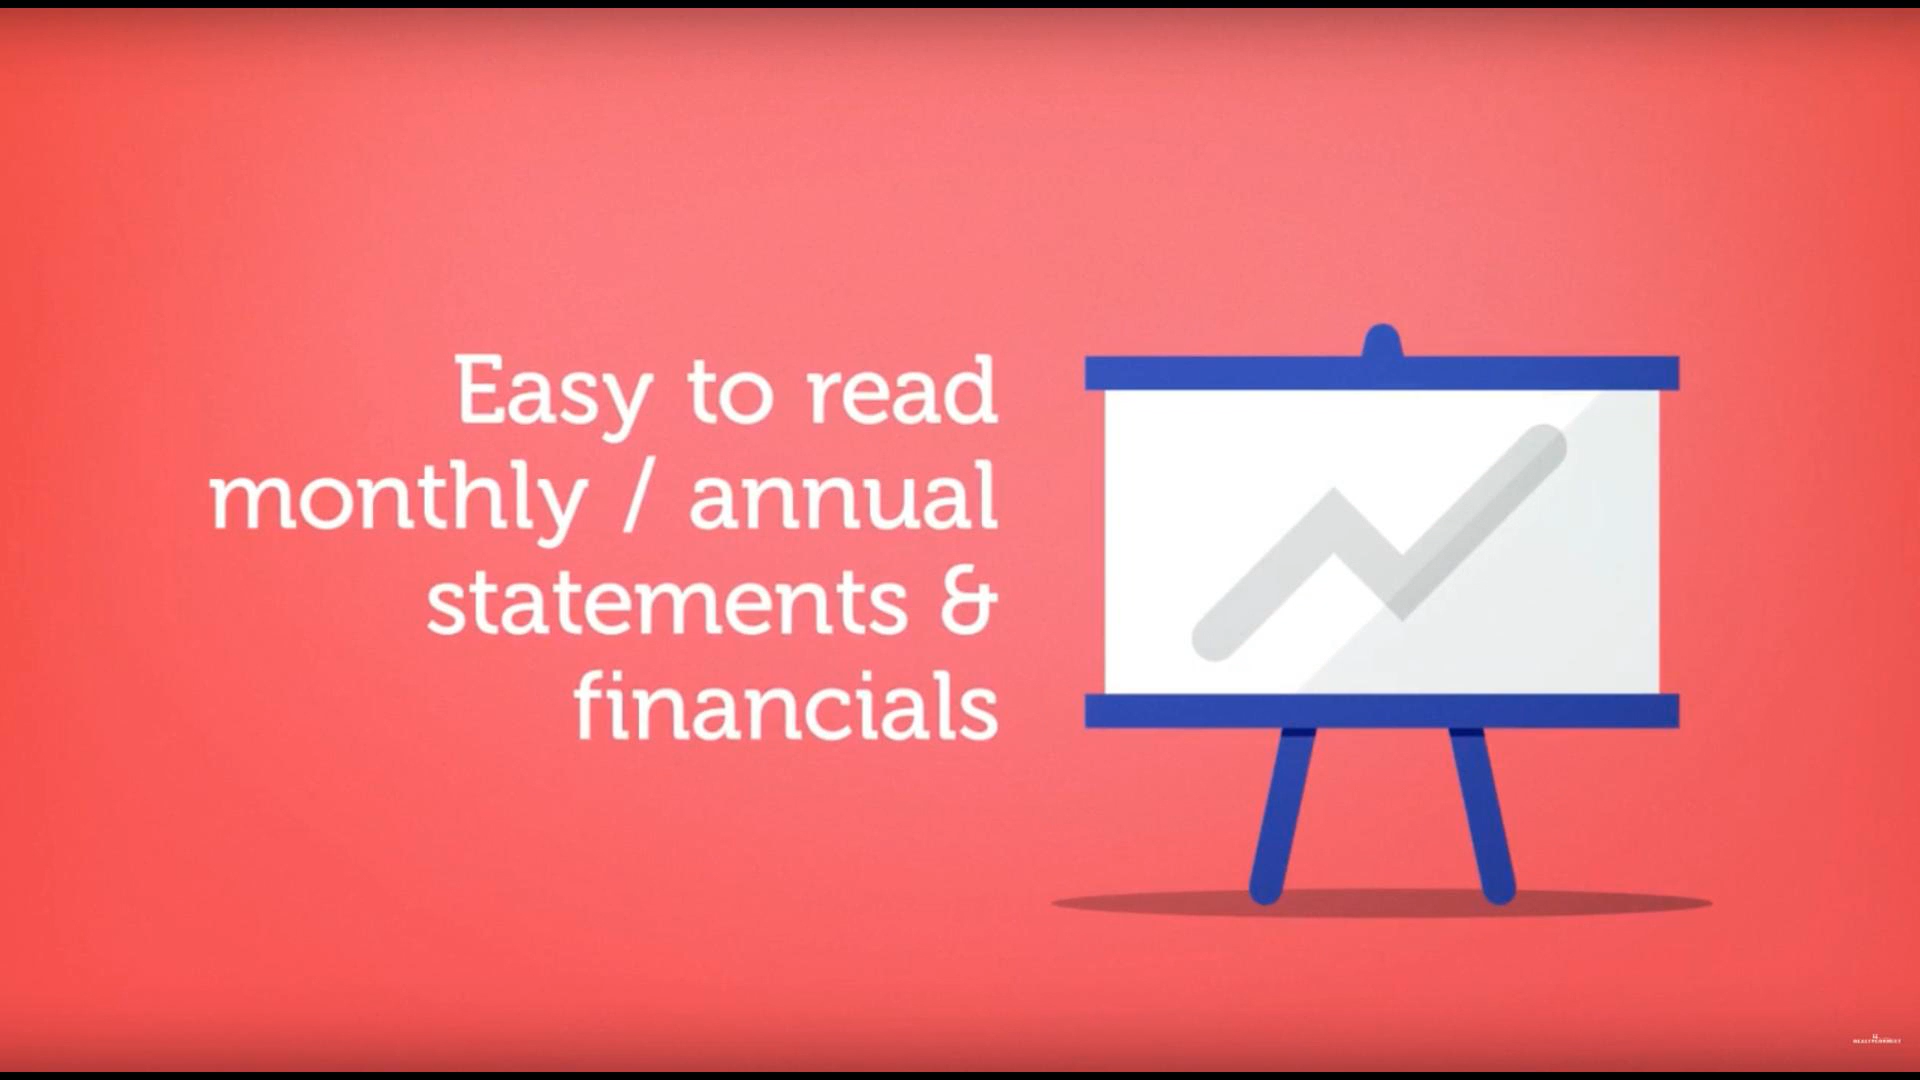 Easy to read
monthly / annual
statements &
financials